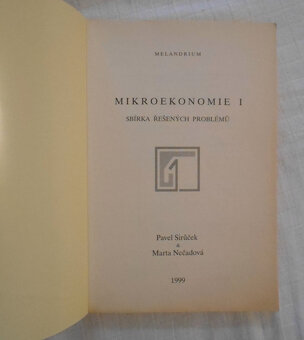 MELANDRIUM
MIKROEKONOMIE I
SBÍRKA ŘEŠENÝCH PROBLÉMŮ
Pavel Sirůček
&
Marta Nečadová
1999